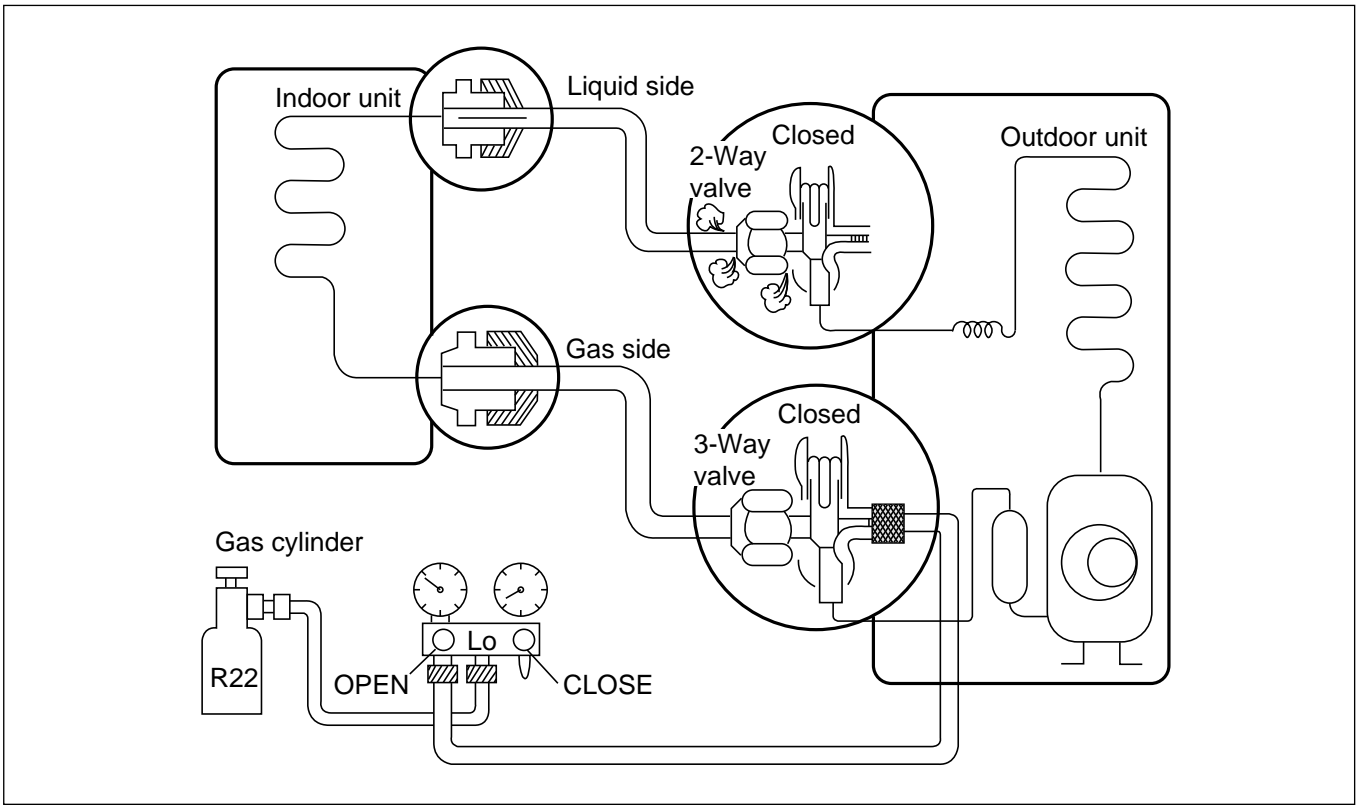 Indoor unit
Liquid side
Closed
2-Way
valve
Outdoor unit
Gas side
Closed
3-Way
valve
Gas cylinder
Lo
R22
OPEN
CLOSE